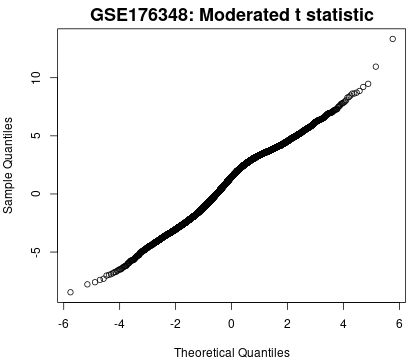 GSE176348: Moderated t statistic
Sample Quantiles
10
5
0
-5
-6 -4 -2 0 2 4 6
Theoretical Quantiles